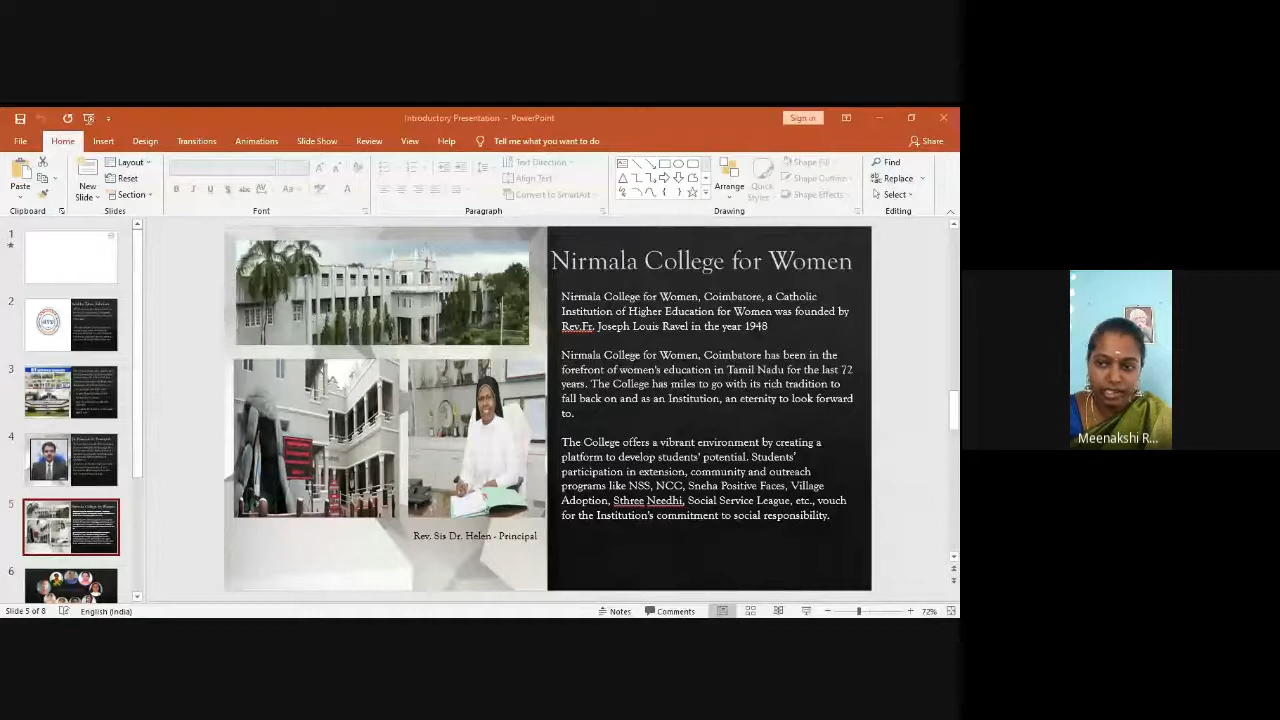 Introductory Presentation - PowerPoint
Sign in
File Home Insert Design Transitions Animations Slide Show Review View Help Tell me what you want to do
Share
Paste
Clipboard
New
Slide
Layout
Reset
Section
Slides
Font
Text Direction
Align Text
Convert to SmartArt
Paragraph
Arrange
Quick
Styles
Shape Fill
Shape Outline
Shape Effects
Drawing
Find
Replace
Select
Editing
1
2
3
4
5
6
Nirmala College for Women
Nirmala College for Women, Coimbatore, a Catholic
Institution of Higher Education for Women was founded by
Rev.Fr. Joseph Louis Ravel in the year 1948
Nirmala College for Women, Coimbatore has been in the
forefront of women's education in Tamil Nadu for the last 72
years. The College has miles to go with its rich tradition to
fall back on and as an Institution, an eternity to look forward
to.
The College offers a vibrant environment by creating a
platform to develop students' potential. Students'
participation in extension, community and outreach
programs like NSS, NCC, Sneha Positive Faces, Village
Adoption, Sthree Needhi, Social Service League, etc., vouch
for the Institution's commitment to social responsibility.
Rev. Sis Dr. Helen - Principal
Meenakshi R...
Slide 5 of 8
English (India)
Notes
Comments
72%